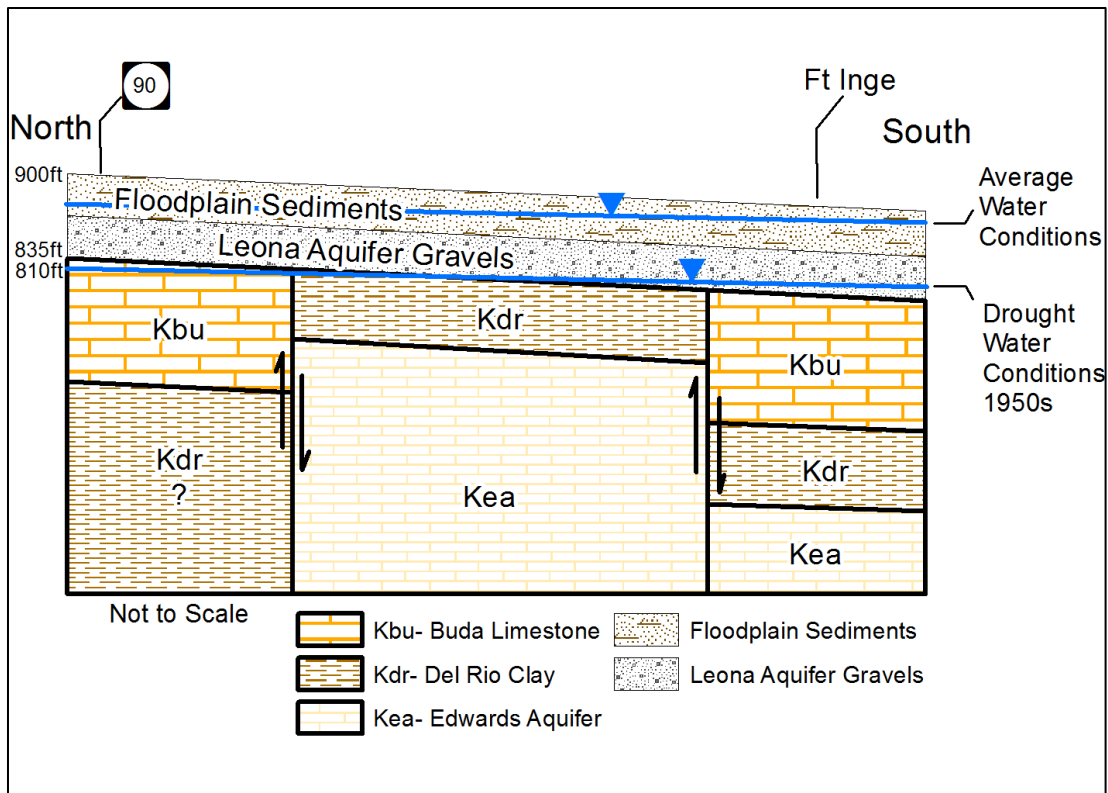 90
Ft Inge
North
South
900ft
Floodplain Sediments
Average
Water
Conditions
835ft
Leona Aquifer Gravels
810ft
Kbu
Kdr
Kbu
Drought
Water
Conditions
1950s
Kdr
?
Kea
Kdr
Kea
Not to Scale
Kbu- Buda Limestone
Floodplain Sediments
Kdr- Del Rio Clay
Leona Aquifer Gravels
Kea- Edwards Aquifer